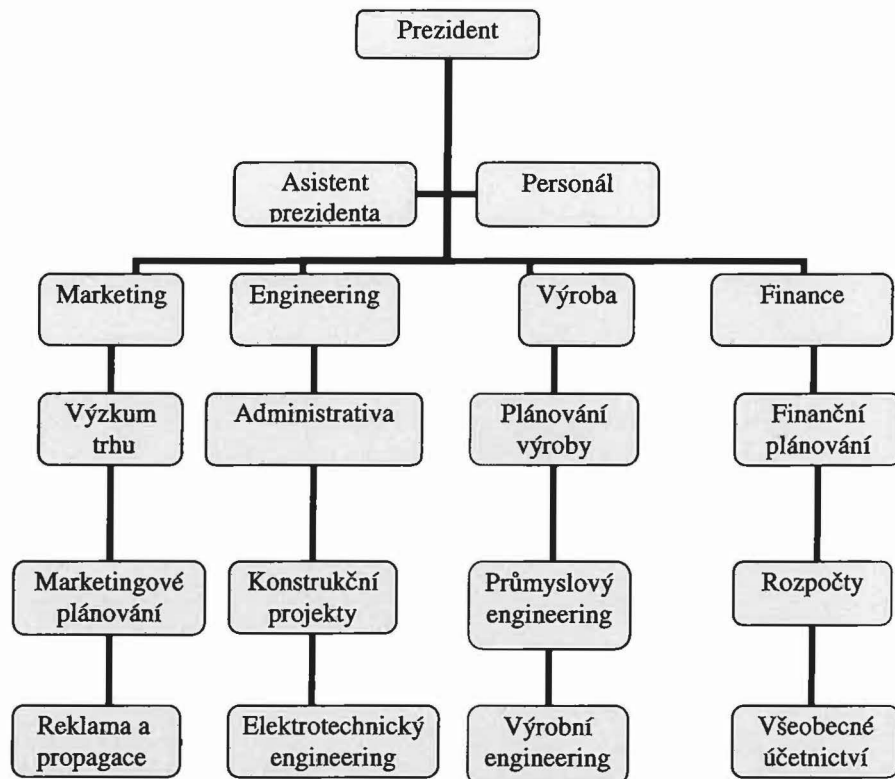 Prezident
Asistent
prezidenta
Personál
Marketing
Engineering
Výroba
Finance
Výzkum
trhu
Administrativa
Plánování
výroby
Finanční
plánování
Marketingové
plánování
Konstrukční
projekty
Průmyslový
engineering
Rozpočty
Reklama a
propagace
Elektrotechnický
engineering
Výrobní
engineering
Všeobecné
účetnictví